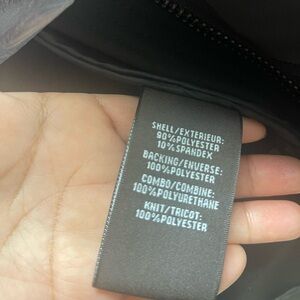 SHELL/EXTERIEUR:
90%POLYESTER
10%SPANDEX
BACKING/ENVERSE:
100%POLYESTER
COMBO/COMBINE:
100%POLYURETHANE
KNIT/TRICOT:
100%POLYESTER